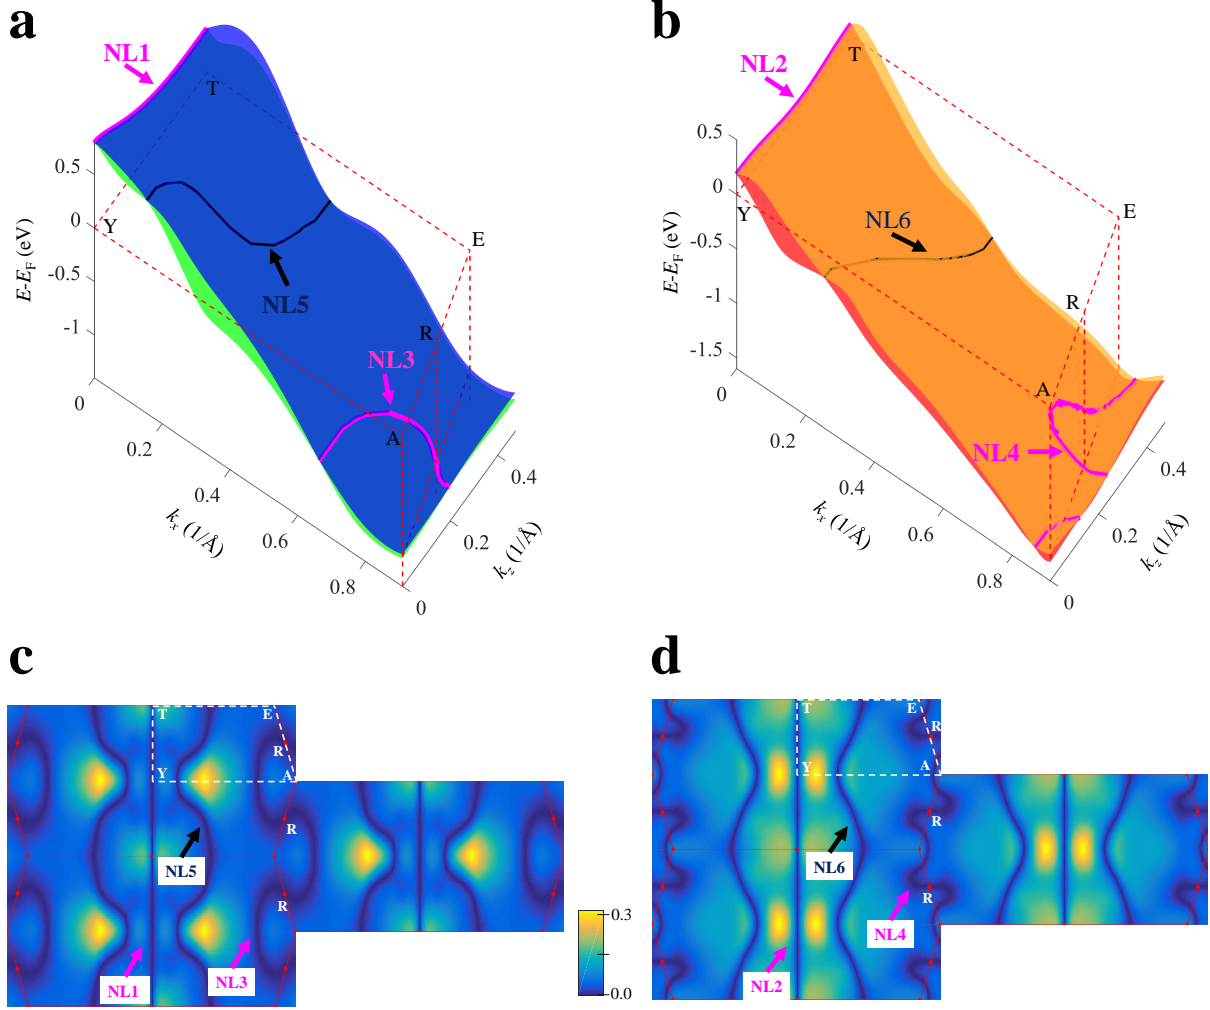 a
NL1
T
0.5
0
-0.5
-1
E-E_F (eV)
Y
E
NL5
R
NL3
A
0
0.2
0.4
0.6
0.8
k_x (1/Å)
0
0.2
0.4
k_z (1/Å)
b
NL2
T
0.5
0
-0.5
-1
-1.5
E-E_F (eV)
Y
E
NL6
R
A
NL4
0
0.2
0.4
0.6
0.8
k_x (1/Å)
0
0.2
0.4
k_z (1/Å)
c
T
E
R
Y
A
R
NL5
R
NL1
NL3
0.3
0.0
d
T
E
R
Y
A
R
NL6
R
NL4
NL2